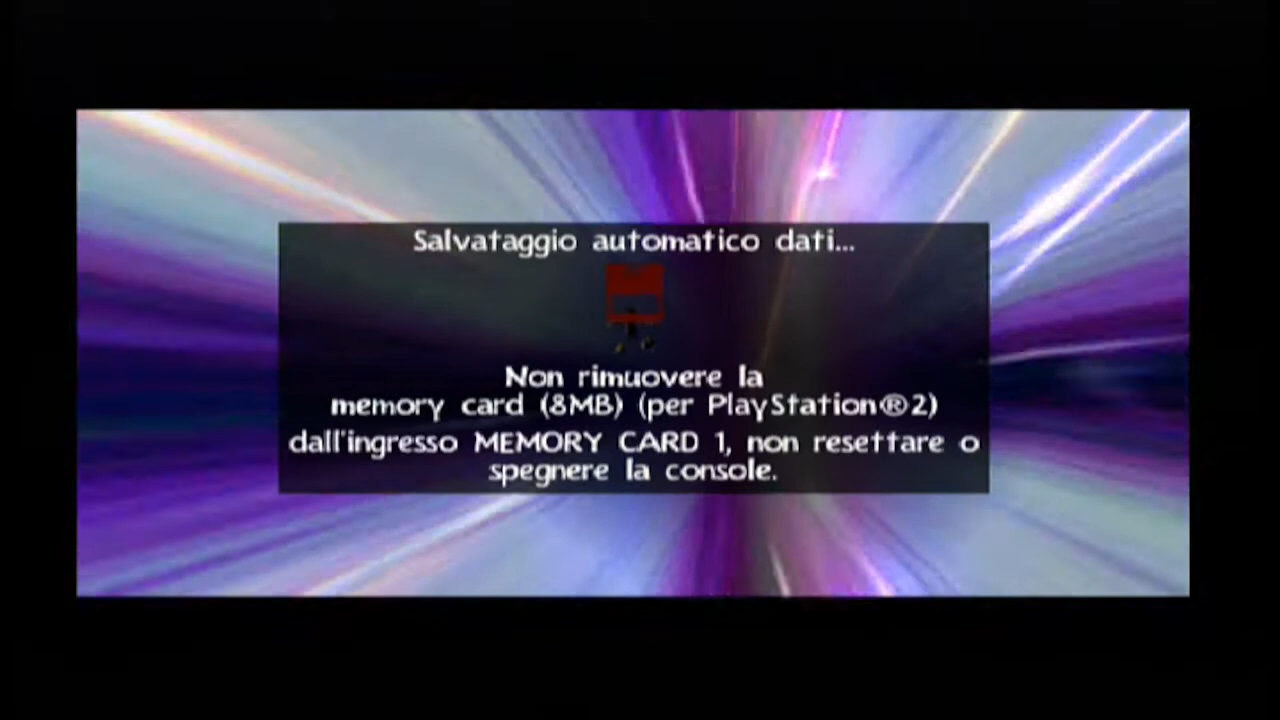 Salvataggio automatico dati...
Non rimuovere la
memory card (8MB) (per PlayStation®2)
dall'ingresso MEMORY CARD 1, non resettare o
spegnere la console.